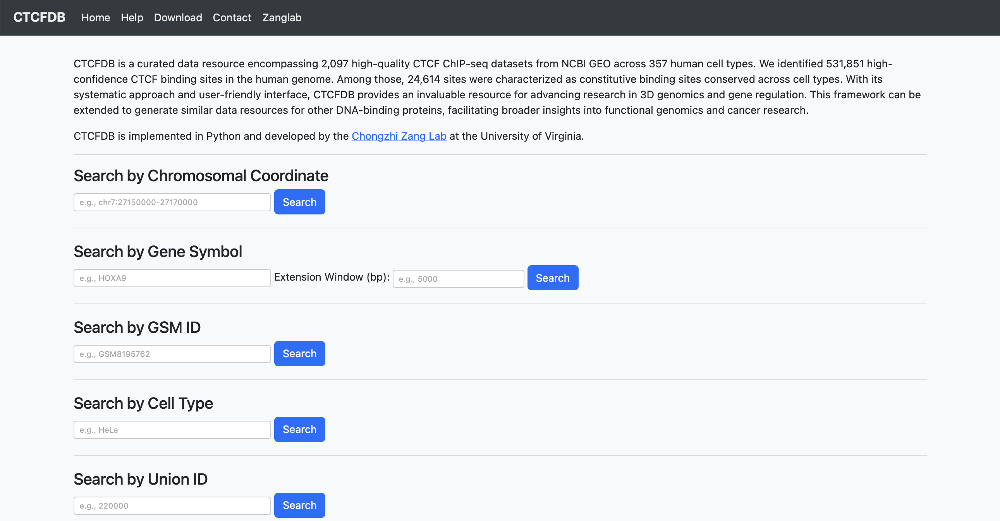 CTCFDB Home Help Download Contact Zanglab
CTCFDB is a curated data resource encompassing 2,097 high-quality CTCF ChIP-seq datasets from NCBI GEO across 357 human cell types. We identified 531,851 high-
confidence CTCF binding sites in the human genome. Among those, 24,614 sites were characterized as constitutive binding sites conserved across cell types. With its
systematic approach and user-friendly interface, CTCFDB provides an invaluable resource for advancing research in 3D genomics and gene regulation. This framework can be
extended to generate similar data resources for other DNA-binding proteins, facilitating broader insights into functional genomics and cancer research.
CTCFDB is implemented in Python and developed by the Chongzhi Zang Lab at the University of Virginia.
Search by Chromosomal Coordinate
e.g., chr7:27150000-27170000 Search
Search by Gene Symbol
e.g., HOXA9 Extension Window (bp): e.g., 5000 Search
Search by GSM ID
e.g., GSM8195762 Search
Search by Cell Type
e.g., HeLa Search
Search by Union ID
e.g., 220000 Search